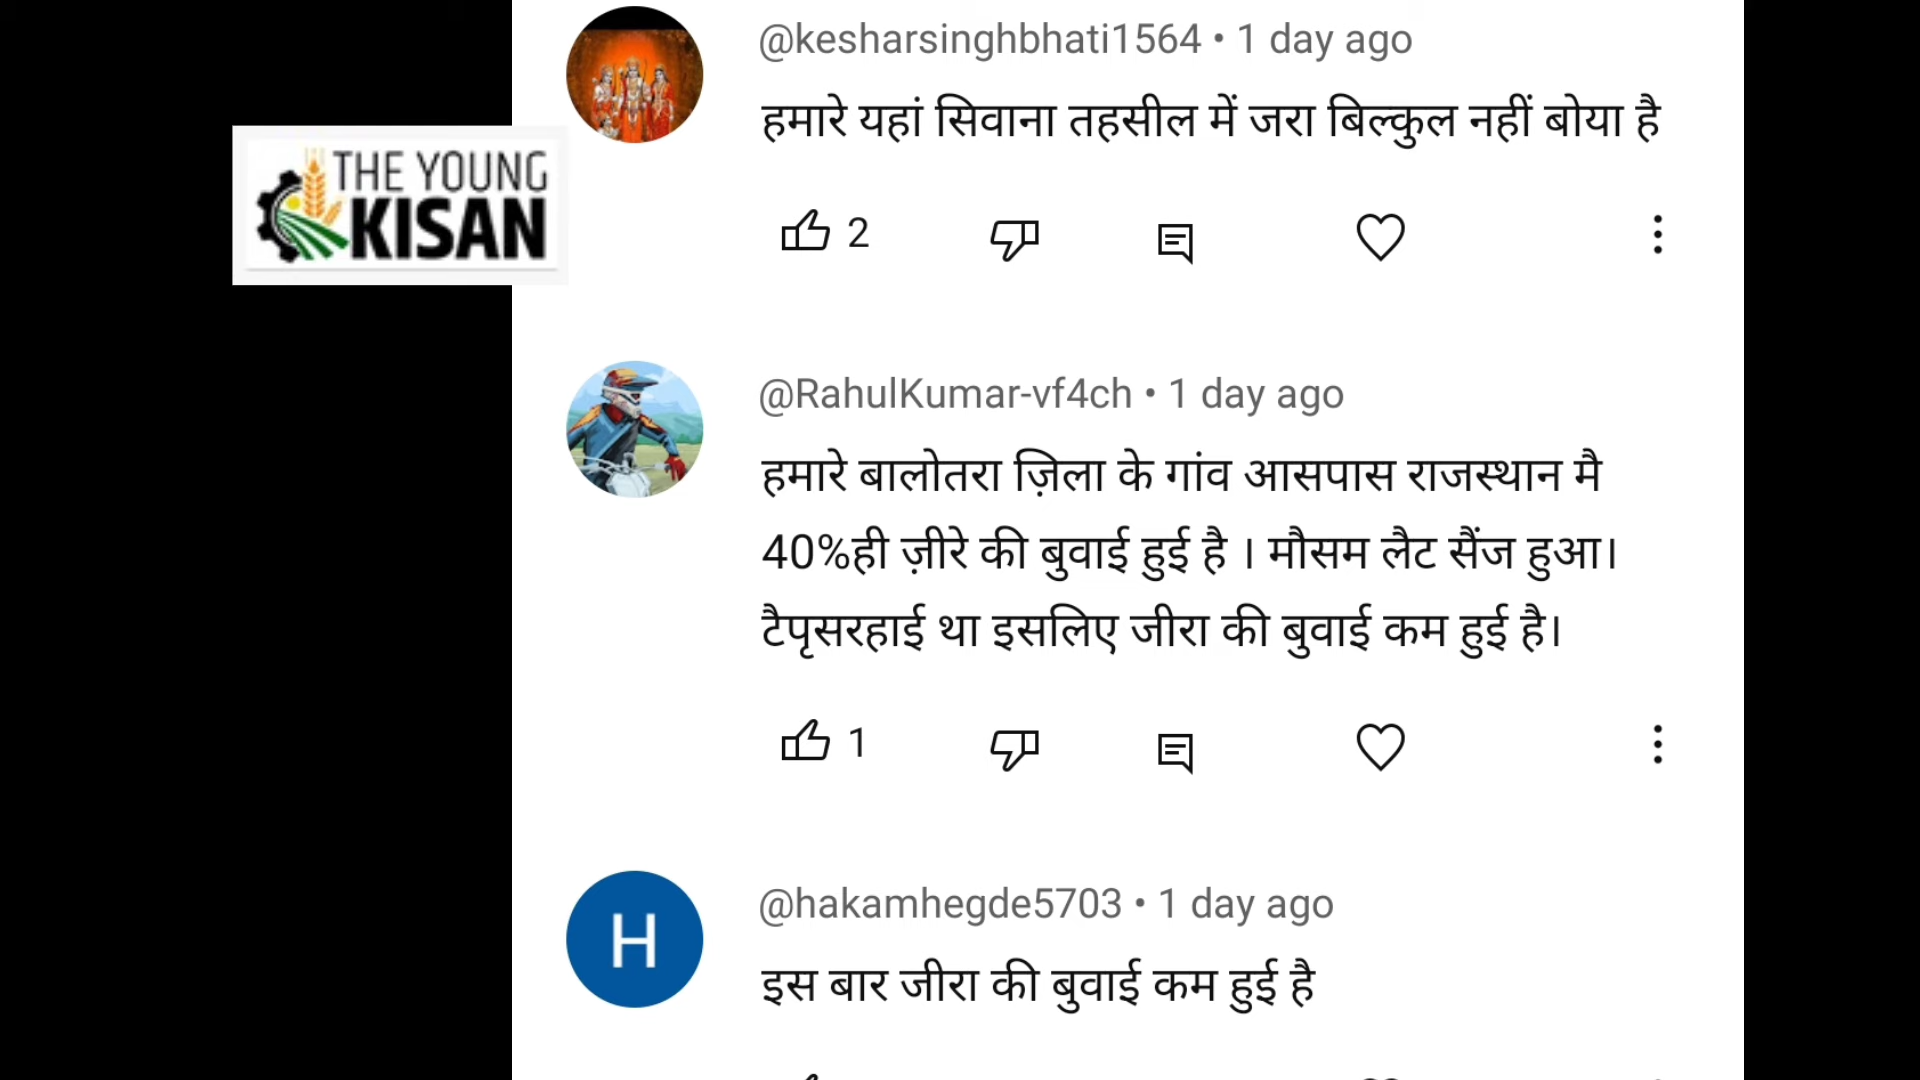 @kesharsinghbhati1564 • 1 day ago
हमारे यहां सिवाना तहसील में जरा बिल्कुल नहीं बोया है
THE YOUNG
KISAN
2
@RahulKumar-vf4ch • 1 day ago
हमारे बालोतरा ज़िला के गांव आसपास राजस्थान मै
40%ही ज़ीरे की बुवाई हुई है । मौसम लैट सैंज हुआ।
टैपृसरहाई था इसलिए जीरा की बुवाई कम हुई है।
1
H
@hakamhegde5703 • 1 day ago
इस बार जीरा की बुवाई कम हुई है